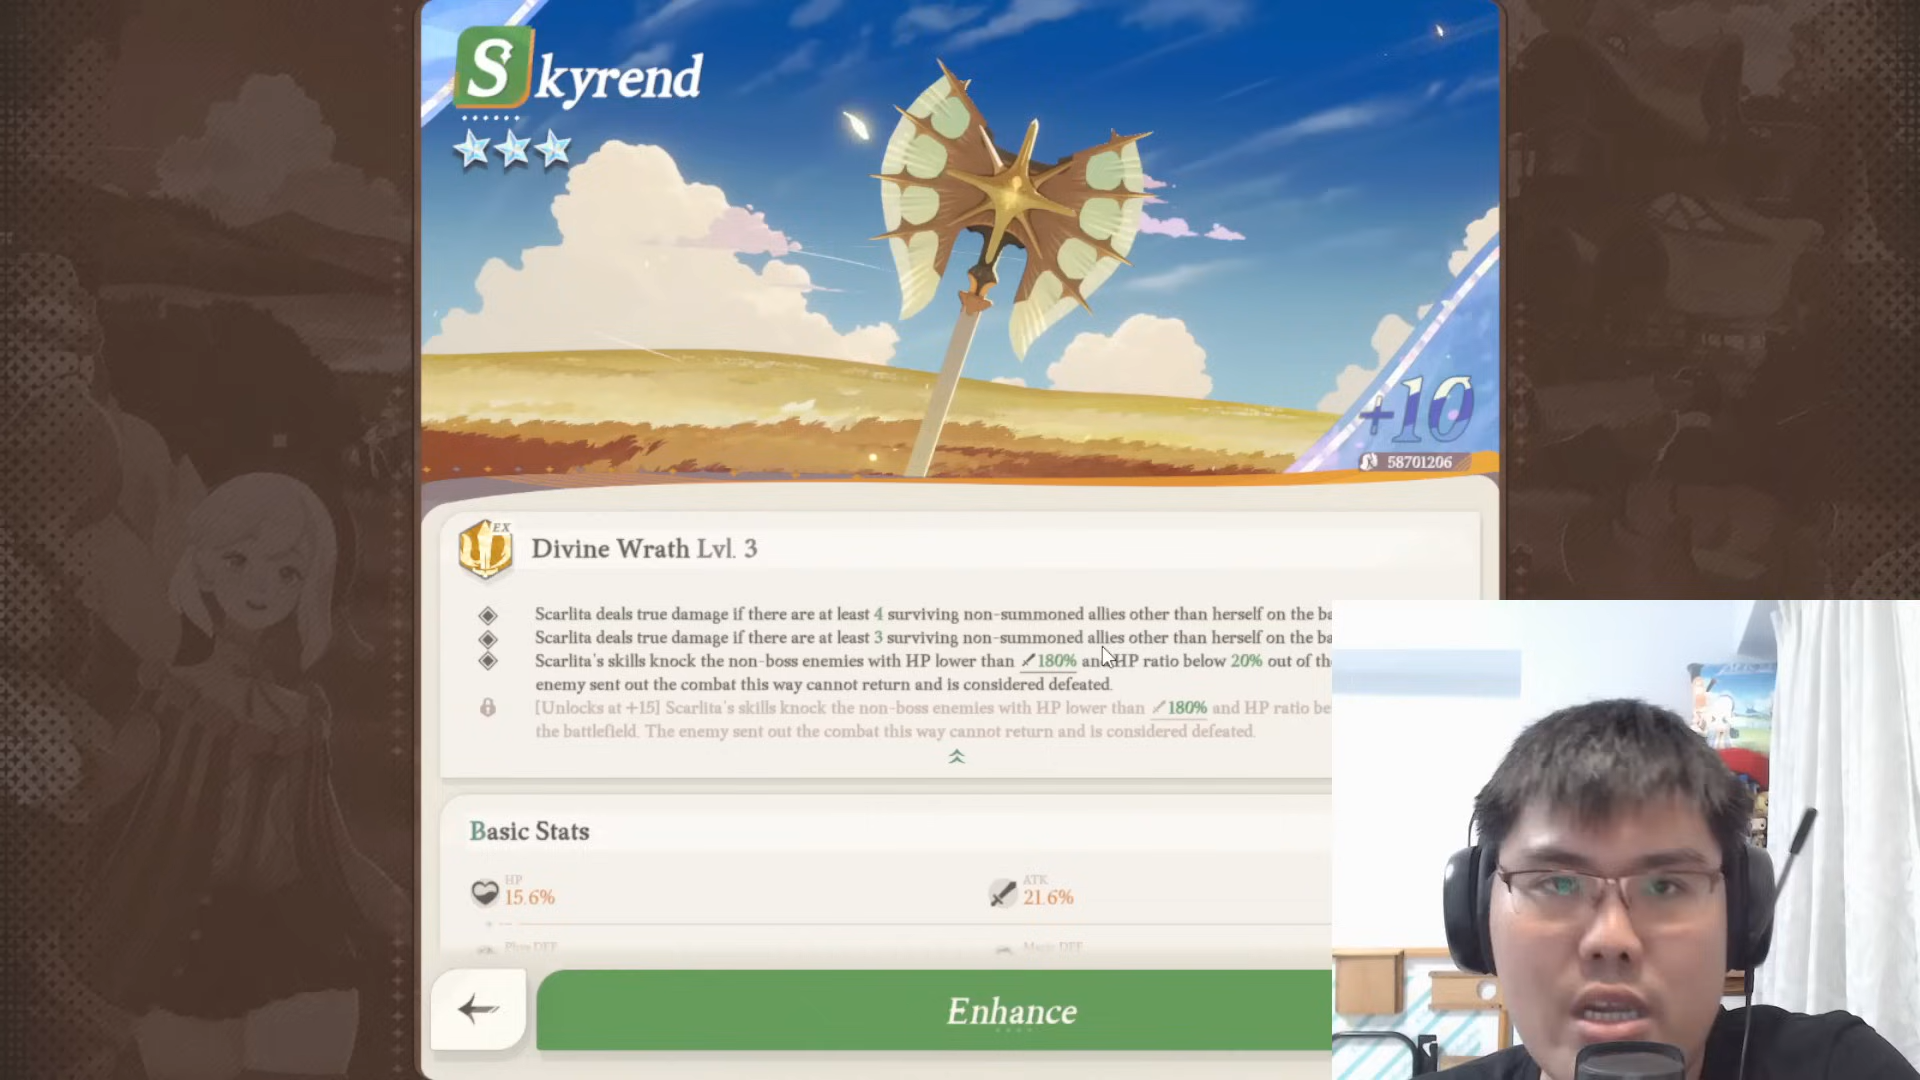 Skyrend
+10
58701206
EX
Divine Wrath Lvl. 3
Scarlita deals true damage if there are at least 4 surviving non-summoned allies other than herself on the ba
Scarlita deals true damage if there are at least 3 surviving non-summoned allies other than herself on the ba
Scarlita's skills knock the non-boss enemies with HP lower than 180% and HP ratio below 20% out of the
enemy sent out the combat this way cannot return and is considered defeated.
[Unlocks at +15] Scarlita's skills knock the non-boss enemies with HP lower than 180% and HP ratio be
the battlefield. The enemy sent out the combat this way cannot return and is considered defeated.
Basic Stats
HP
15.6%
ATK
21.6%
Phys DEF
Magic DEF
Enhance